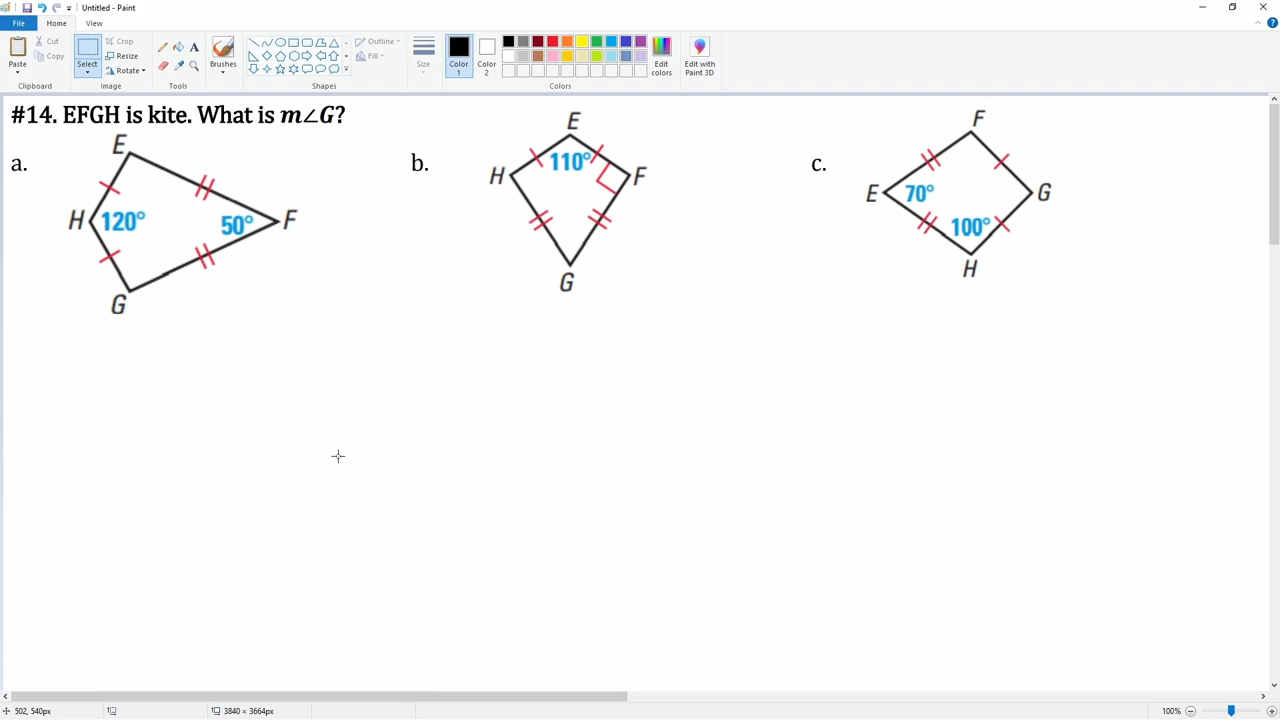 Untitled - Paint
File Home View
Paste Cut Copy Clipboard
Select Crop Resize Rotate Image
Tools
Brushes
Outline Fill Shapes
Size
Color 1 Color 2 Edit colors Colors
Edit with Paint 3D
#14. EFGH is kite. What is m∠G?
a.
E
H 120° 50° F
G
b.
E
H 110° F
G
c.
F
E 70° G
100°
H
502, 540px 3840 × 3664px 100%